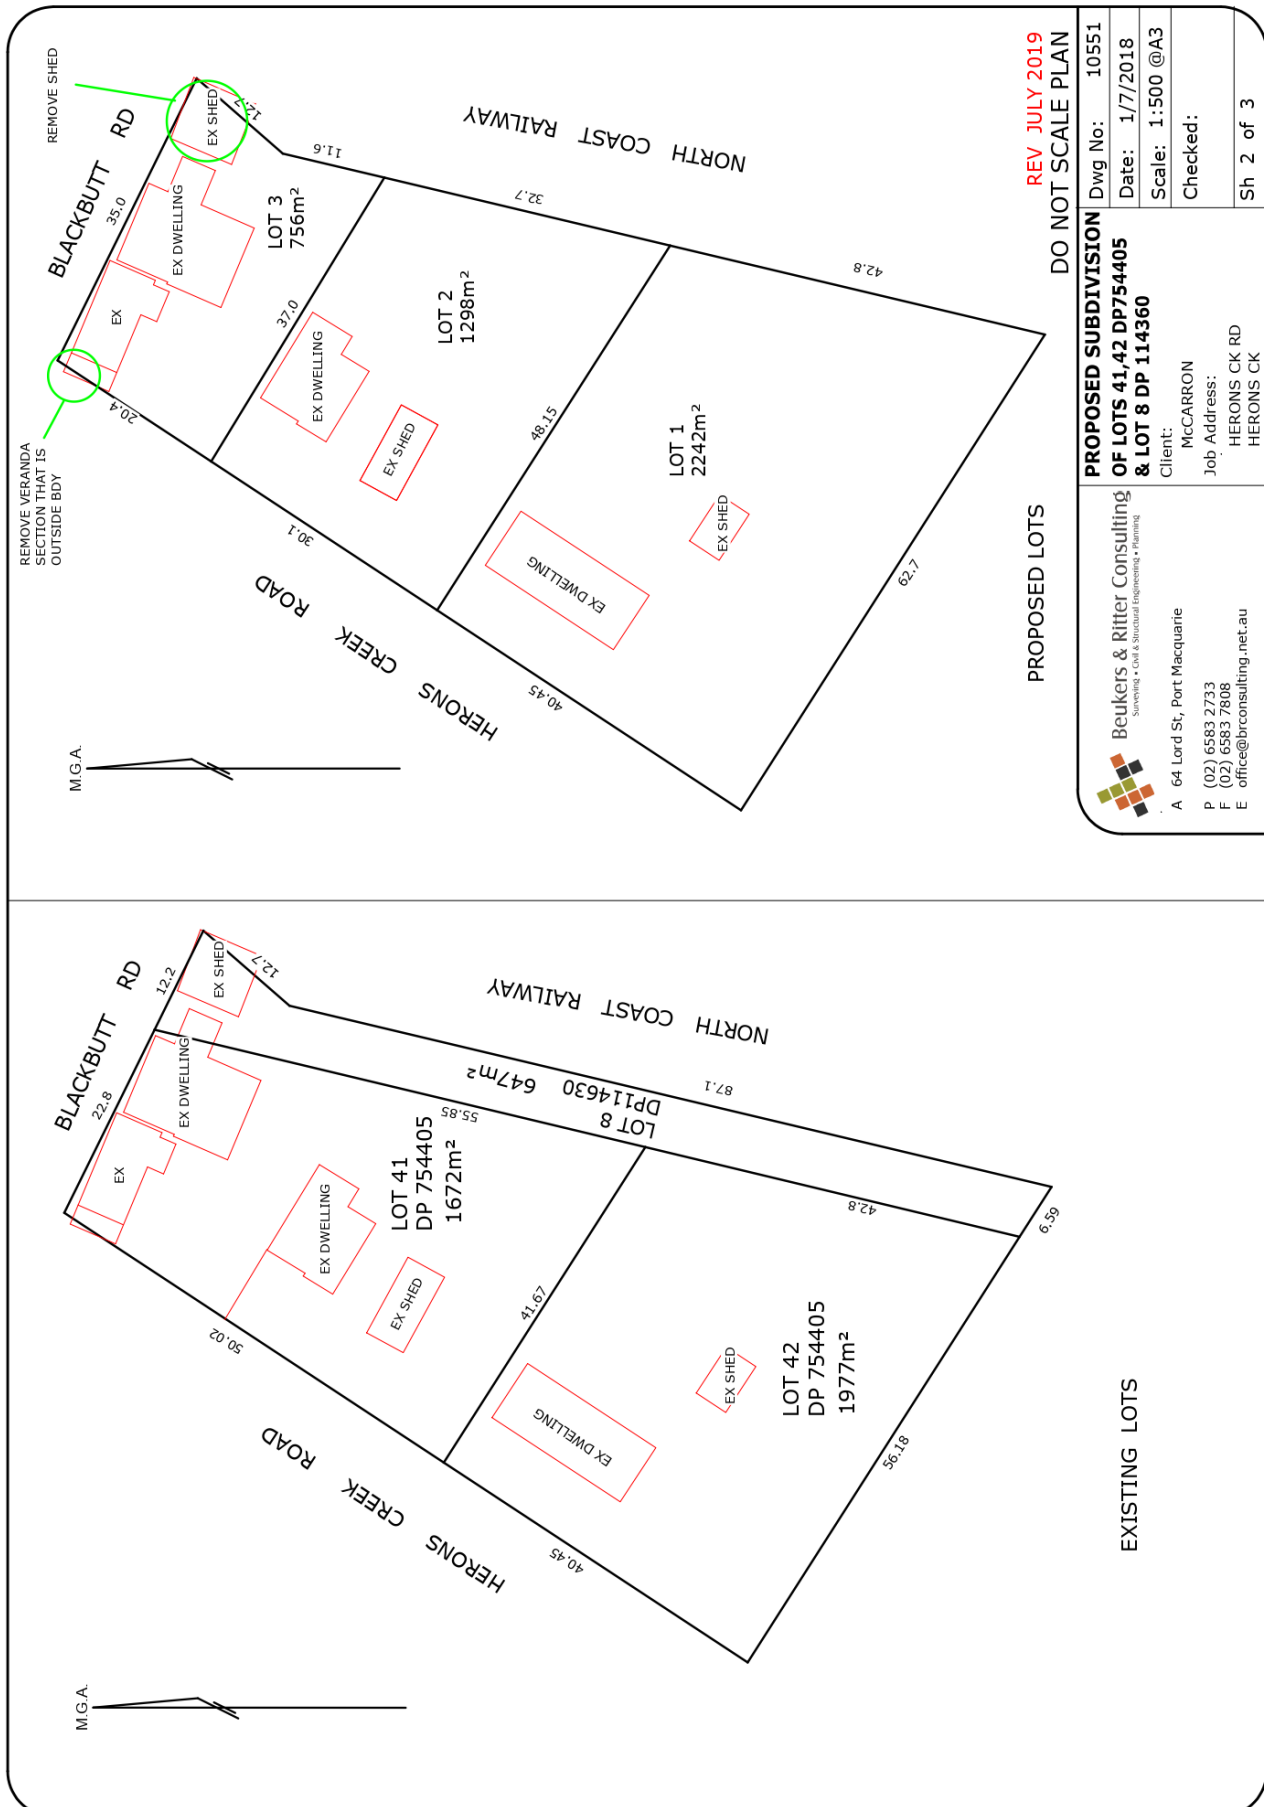 M.G.A.
BLACKBUTT RD
22.8
12.2
EX
EX DWELLING
EX SHED
12.7
NORTH COAST RAILWAY
87.1
LOT 8
DP114630 647m²
55.85
LOT 41
DP 754405
1672m²
EX DWELLING
EX SHED
50.02
HERONS CREEK ROAD
41.67
42.8
6.59
EX DWELLING
EX SHED
LOT 42
DP 754405
1977m²
40.45
56.18
EXISTING LOTS
M.G.A.
REMOVE VERANDA
SECTION THAT IS
OUTSIDE BDY
REMOVE SHED
BLACKBUTT RD
35.0
EX
EX DWELLING
EX SHED
12.7
11.6
20.4
LOT 3
756m²
37.0
NORTH COAST RAILWAY
32.7
EX DWELLING
EX SHED
LOT 2
1298m²
30.1
HERONS CREEK ROAD
48.15
42.8
EX DWELLING
EX SHED
LOT 1
2242m²
40.45
62.7
PROPOSED LOTS
REV JULY 2019
DO NOT SCALE PLAN
Beukers & Ritter Consulting
Surveying • Civil & Structural Engineering • Planning
A 64 Lord St, Port Macquarie
P (02) 6583 2733
F (02) 6583 7808
E office@brconsulting.net.au
PROPOSED SUBDIVISION
OF LOTS 41,42 DP754405
& LOT 8 DP 114360
Client:
McCARRON
Job Address:
HERONS CK RD
HERONS CK
Dwg No: 10551
Date: 1/7/2018
Scale: 1:500 @A3
Checked:
Sh 2 of 3